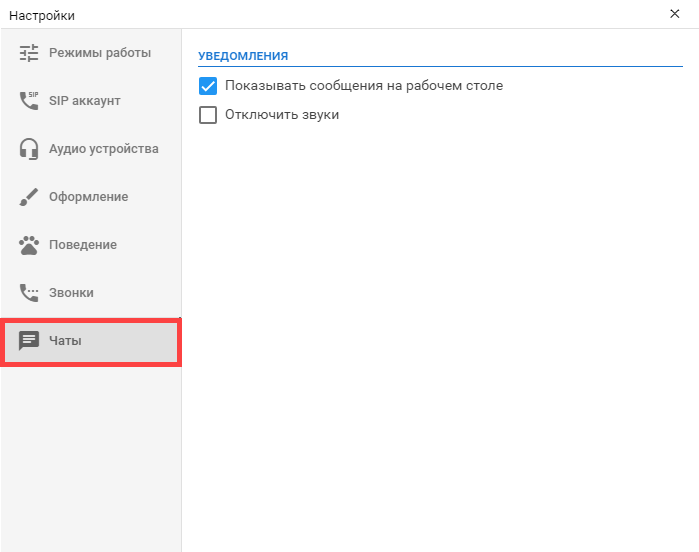 Настройки
Режимы работы
SIP
SIP аккаунт
Аудио устройства
Оформление
Поведение
Звонки
Чаты
УВЕДОМЛЕНИЯ
Показывать сообщения на рабочем столе
Отключить звуки